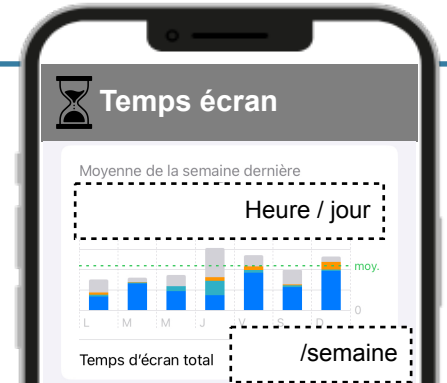 Temps écran
Moyenne de la semaine dernière
Heure / jour
moy.
0
L M M J V S D
Temps d'écran total
/semaine